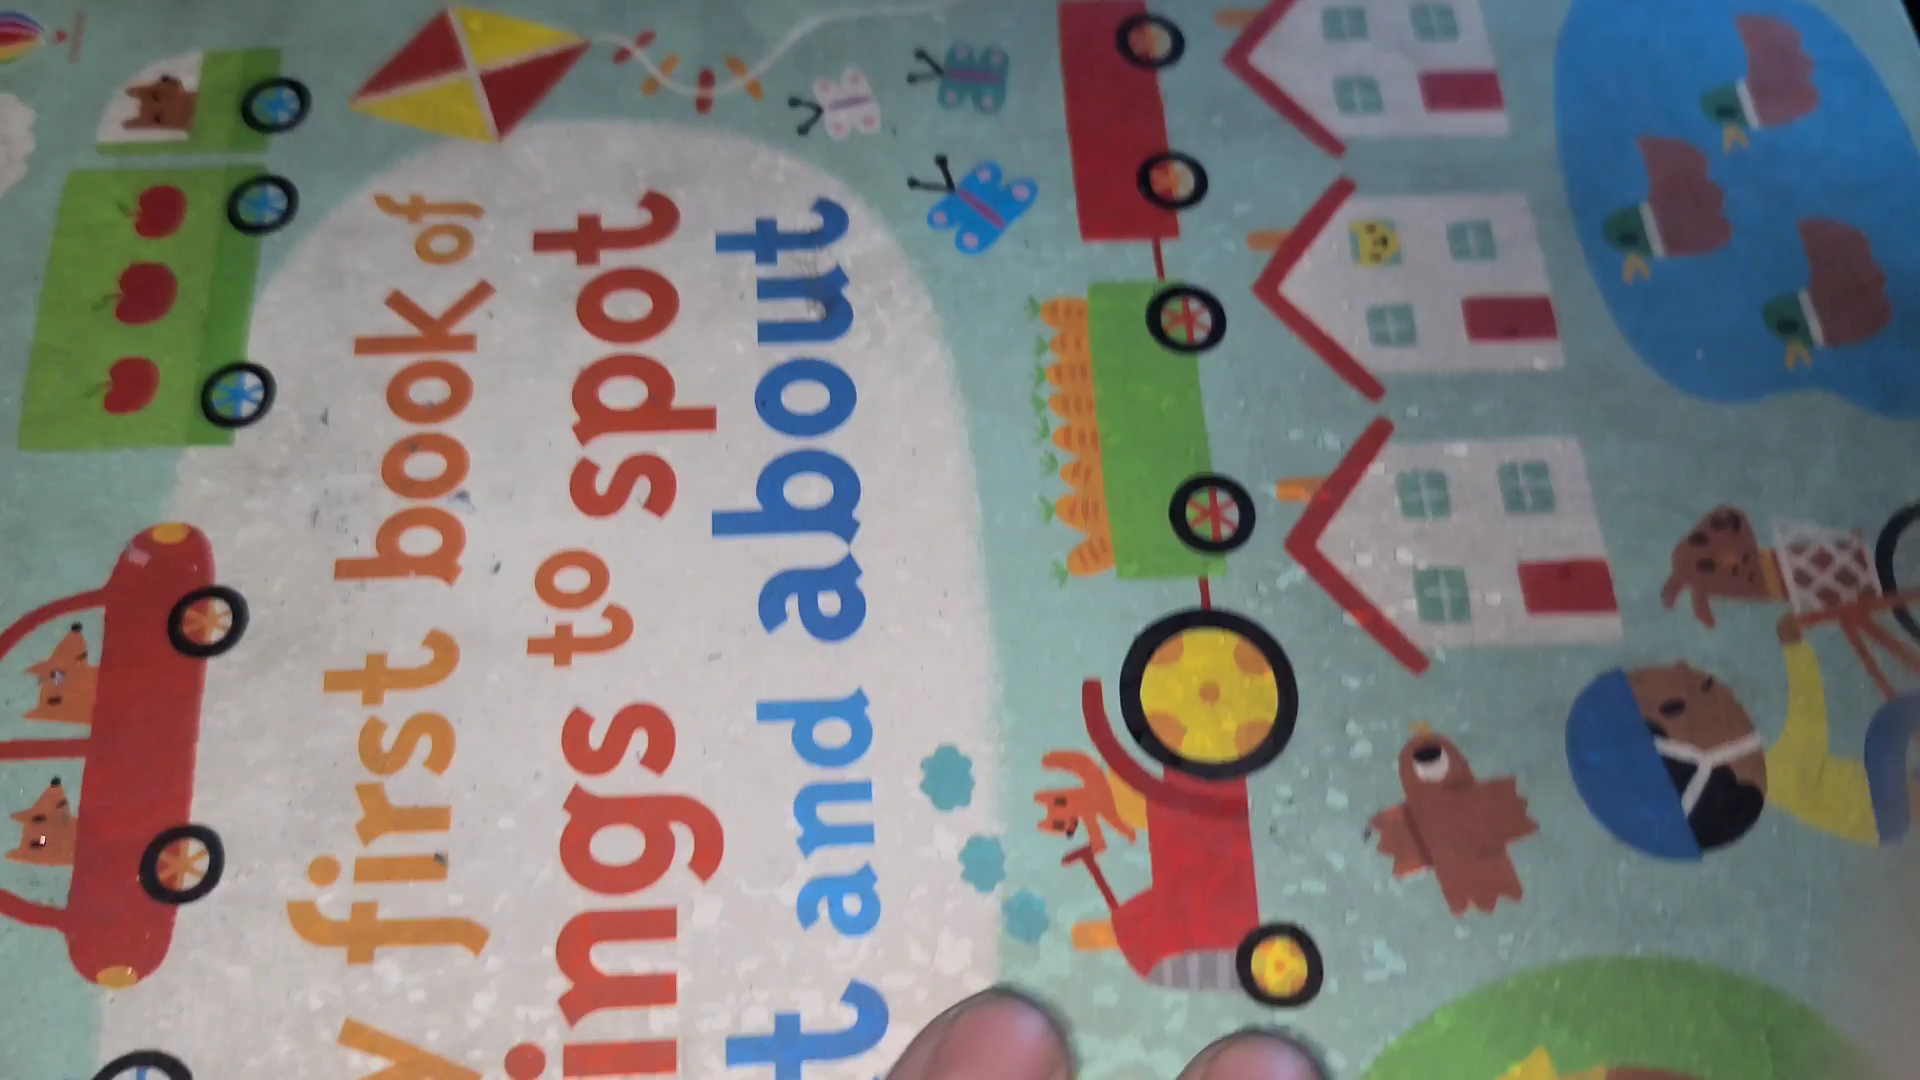 y first book of
ings to spot
t and about